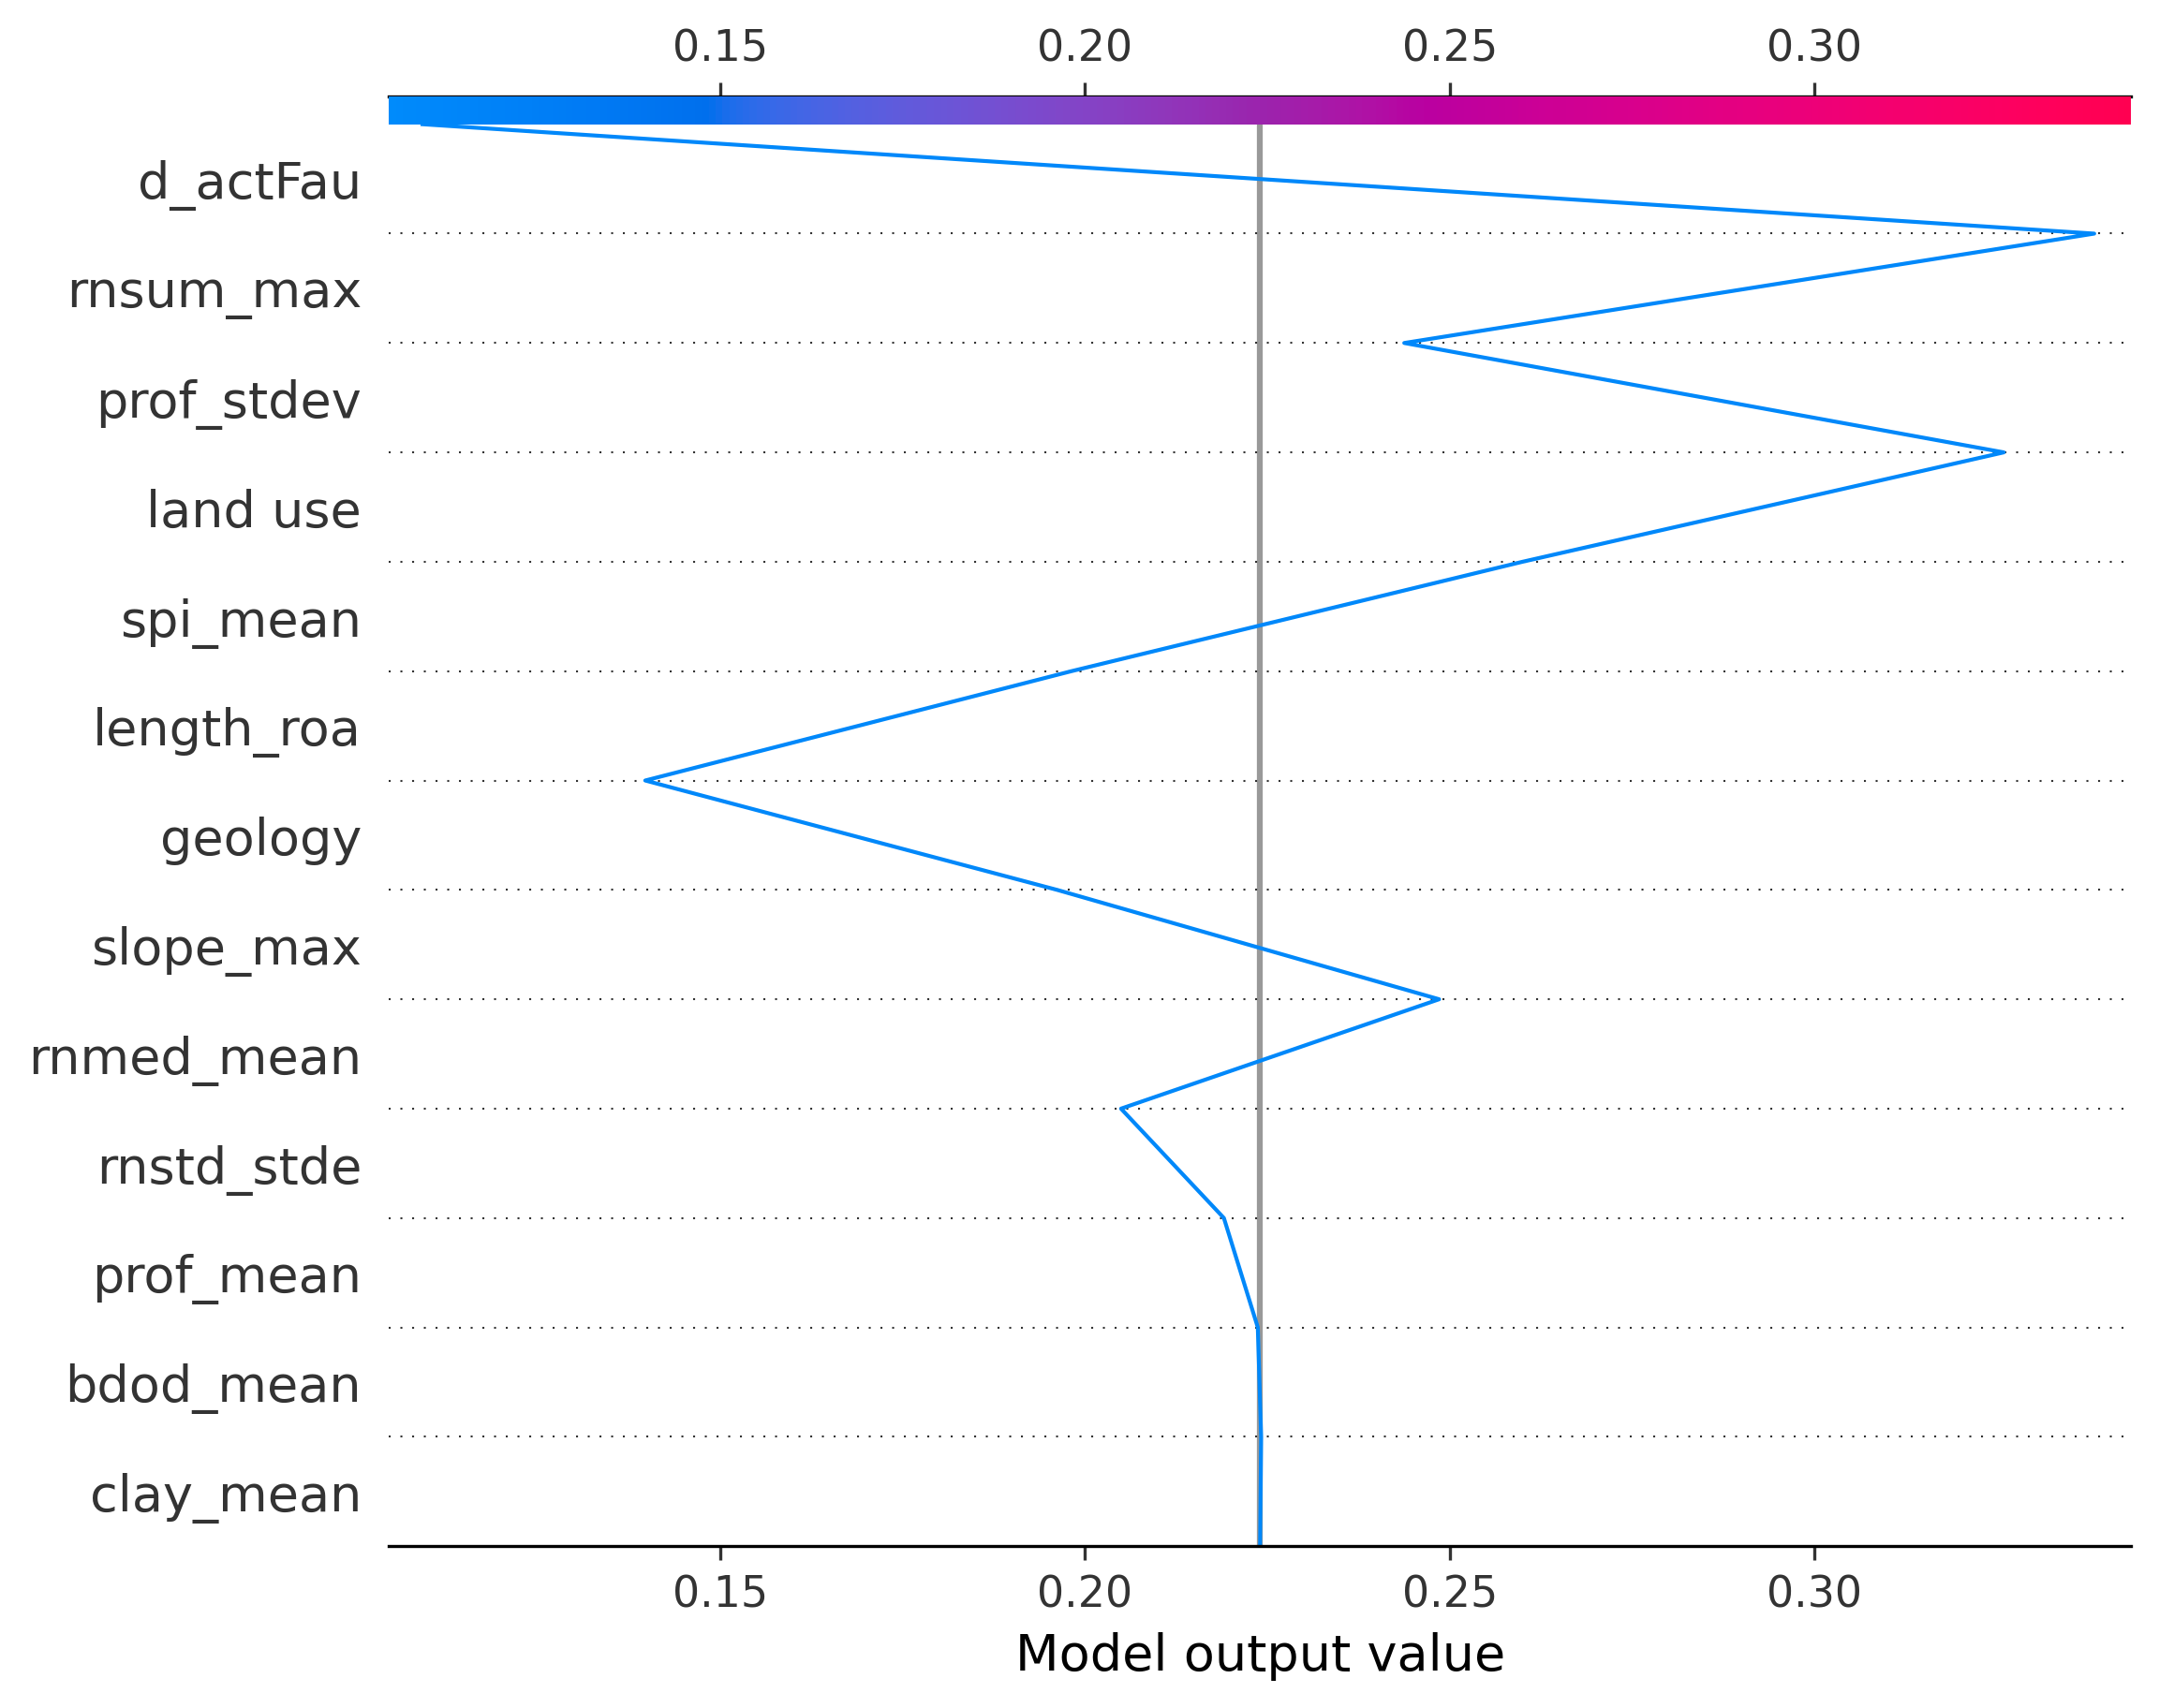 0.15 0.20 0.25 0.30
d_actFau
rnsum_max
prof_stdev
land use
spi_mean
length_roa
geology
slope_max
rnmed_mean
rnstd_stde
prof_mean
bdod_mean
clay_mean
0.15 0.20 0.25 0.30
Model output value